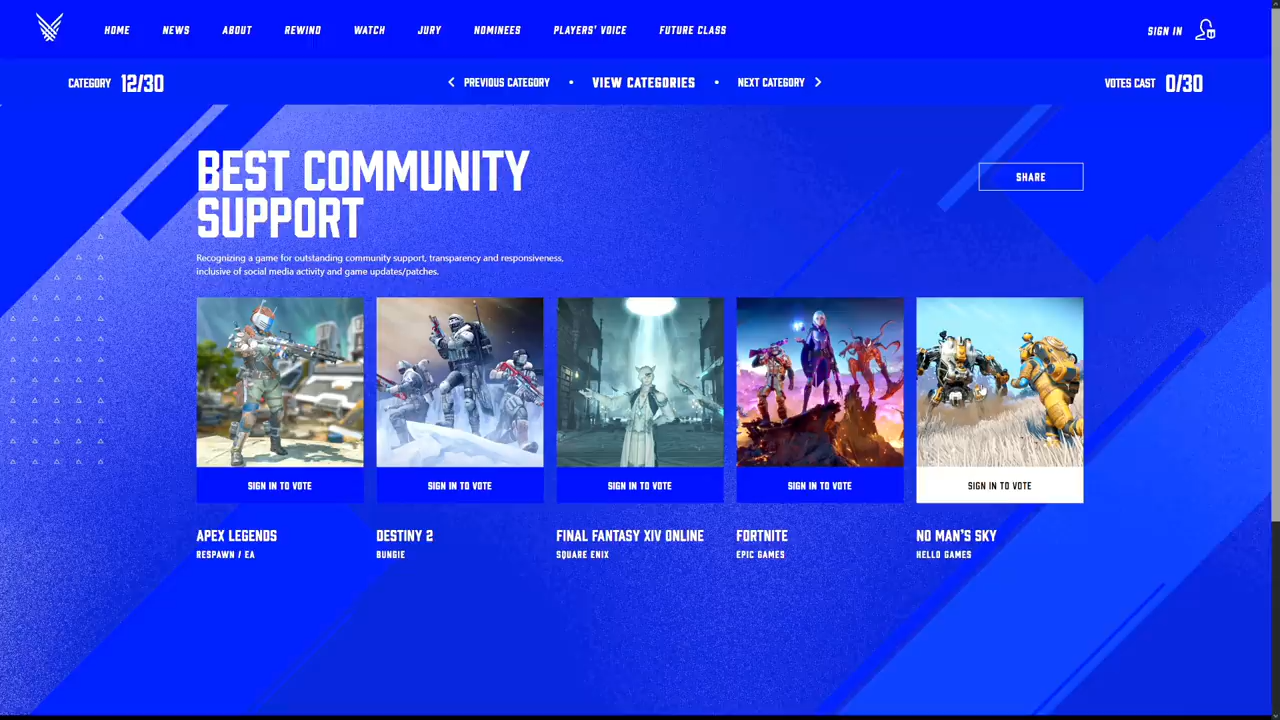 HOME NEWS ABOUT REWIND WATCH JURY NOMINEES PLAYERS' VOICE FUTURE CLASS SIGN IN
CATEGORY 12/30 PREVIOUS CATEGORY • VIEW CATEGORIES • NEXT CATEGORY VOTES CAST 0/30
BEST COMMUNITY
SUPPORT
SHARE
Recognizing a game for outstanding community support, transparency and responsiveness,
inclusive of social media activity and game updates/patches.
SIGN IN TO VOTE SIGN IN TO VOTE SIGN IN TO VOTE SIGN IN TO VOTE SIGN IN TO VOTE
APEX LEGENDS DESTINY 2 FINAL FANTASY XIV ONLINE FORTNITE NO MAN'S SKY
RESPAWN / EA BUNGIE SQUARE ENIX EPIC GAMES HELLO GAMES